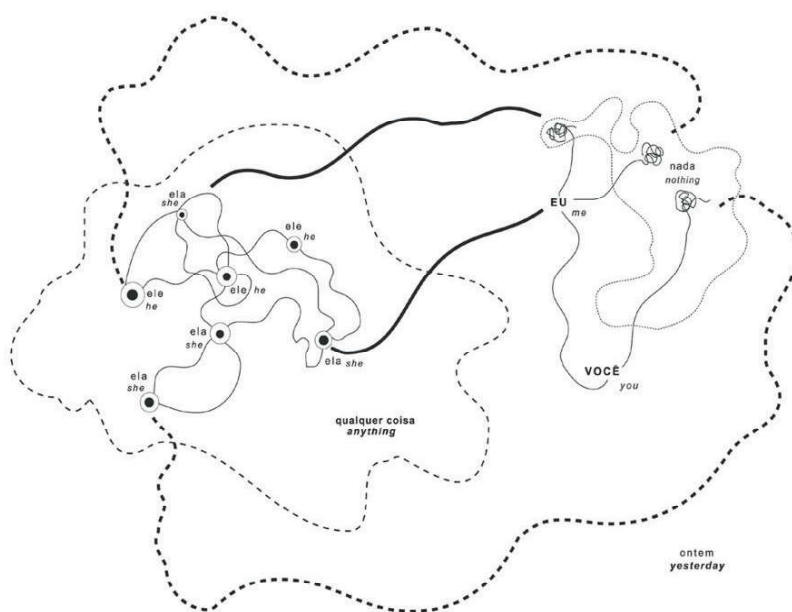 ela
she
ele
he
nada
nothing
EU
me
ele
he
ele he
ela
she
ela she
ela
she
VOCÊ
you
qualquer coisa
anything
ontem
yesterday